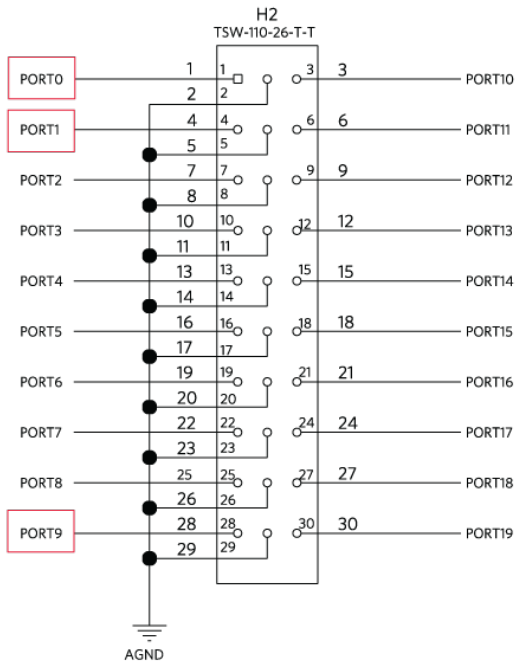 H2
TSW-110-26-T-T
PORT0 1 1 3 3 PORT10
2 2
PORT1 4 4 6 6 PORT11
5 5
PORT2 7 7 9 9 PORT12
8 8
PORT3 10 10 12 12 PORT13
11 11
PORT4 13 13 15 15 PORT14
14 14
PORT5 16 16 18 18 PORT15
17 17
PORT6 19 19 21 21 PORT16
20 20
PORT7 22 22 24 24 PORT17
23 23
PORT8 25 25 27 27 PORT18
26 26
PORT9 28 28 30 30 PORT19
29 29
AGND